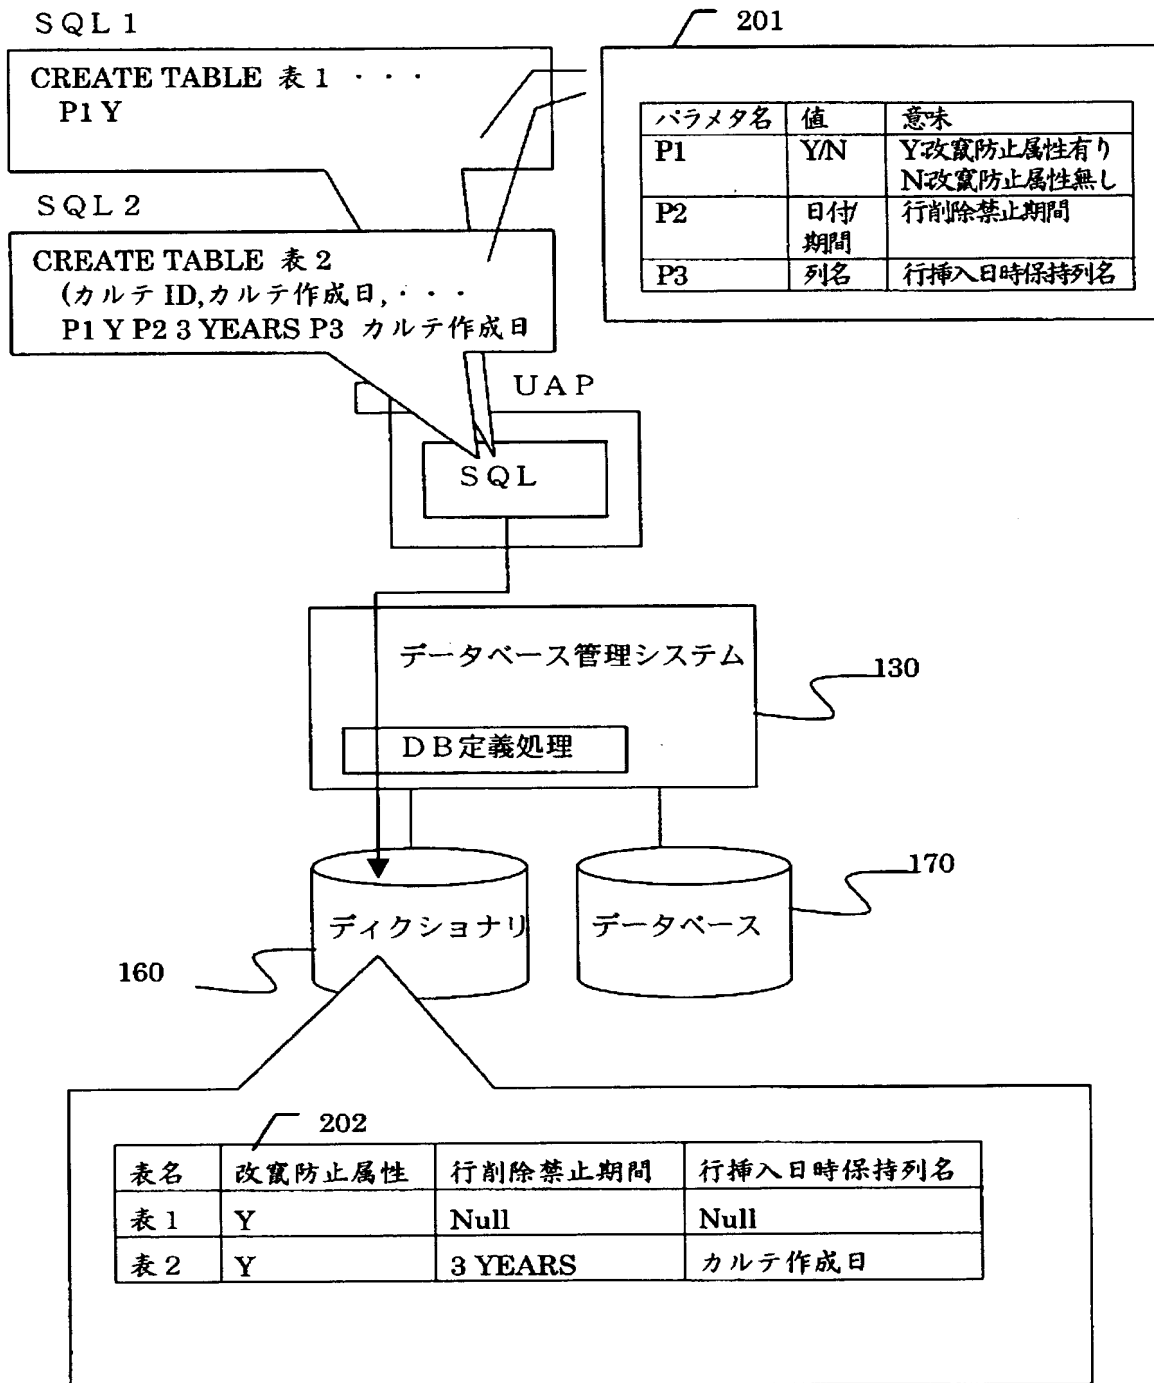 SQL1
CREATE TABLE 表1 ・・・
P1 Y
SQL2
CREATE TABLE 表2
(カルテID,カルテ作成日,・・・
P1 Y P2 3 YEARS P3 カルテ作成日
201
パラメタ名 値 意味
P1 Y/N Y:改竄防止属性有り
N:改竄防止属性無し
P2 日付/ 行削除禁止期間
期間
P3 列名 行挿入日時保持列名
UAP
SQL
データベース管理システム
130
DB定義処理
ディクショナリ
160
データベース
170
202
表名 改竄防止属性 行削除禁止期間 行挿入日時保持列名
表1 Y Null Null
表2 Y 3 YEARS カルテ作成日